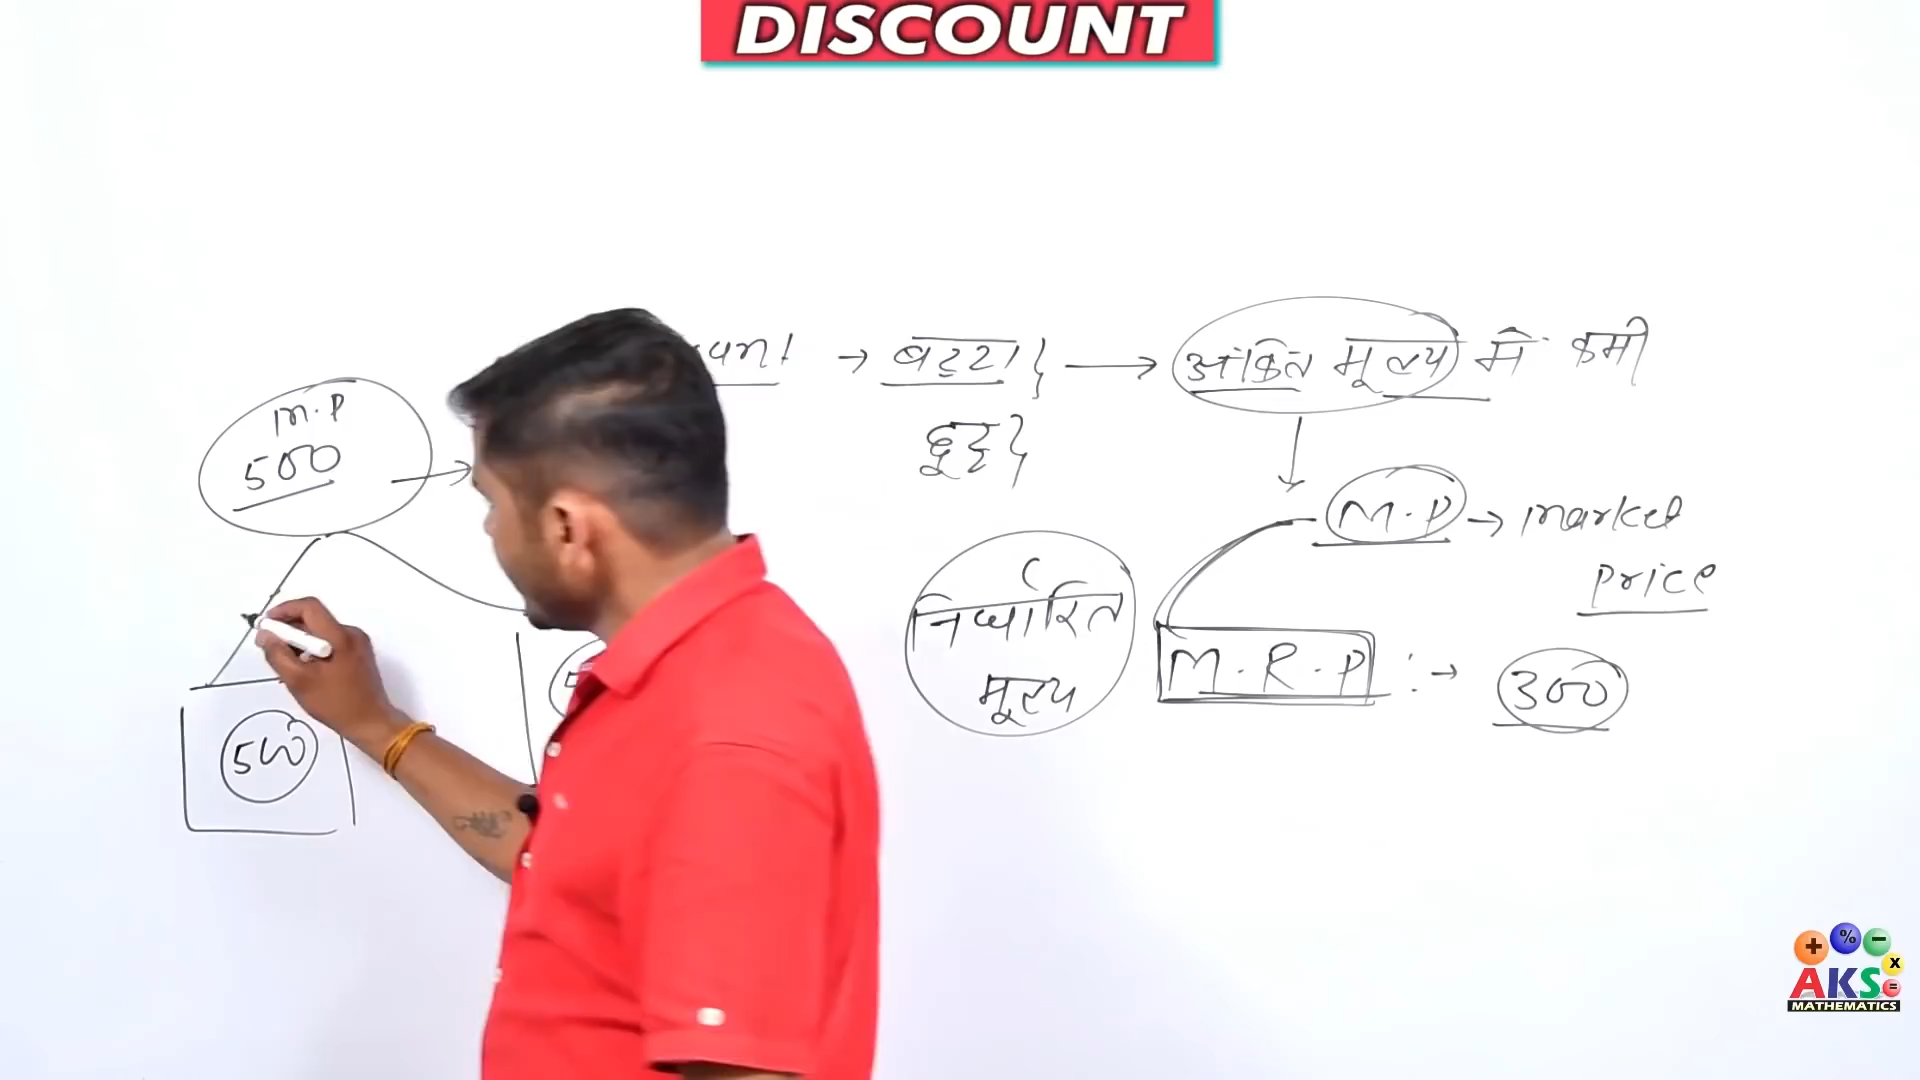 DISCOUNT
→ बट्टा } → अंकित मूल्य में कमी
छूट }
M.P
500 →
M.P → market
price
निर्धारित
मूल्य
M.R.P :→ 300
500
AKS
MATHEMATICS